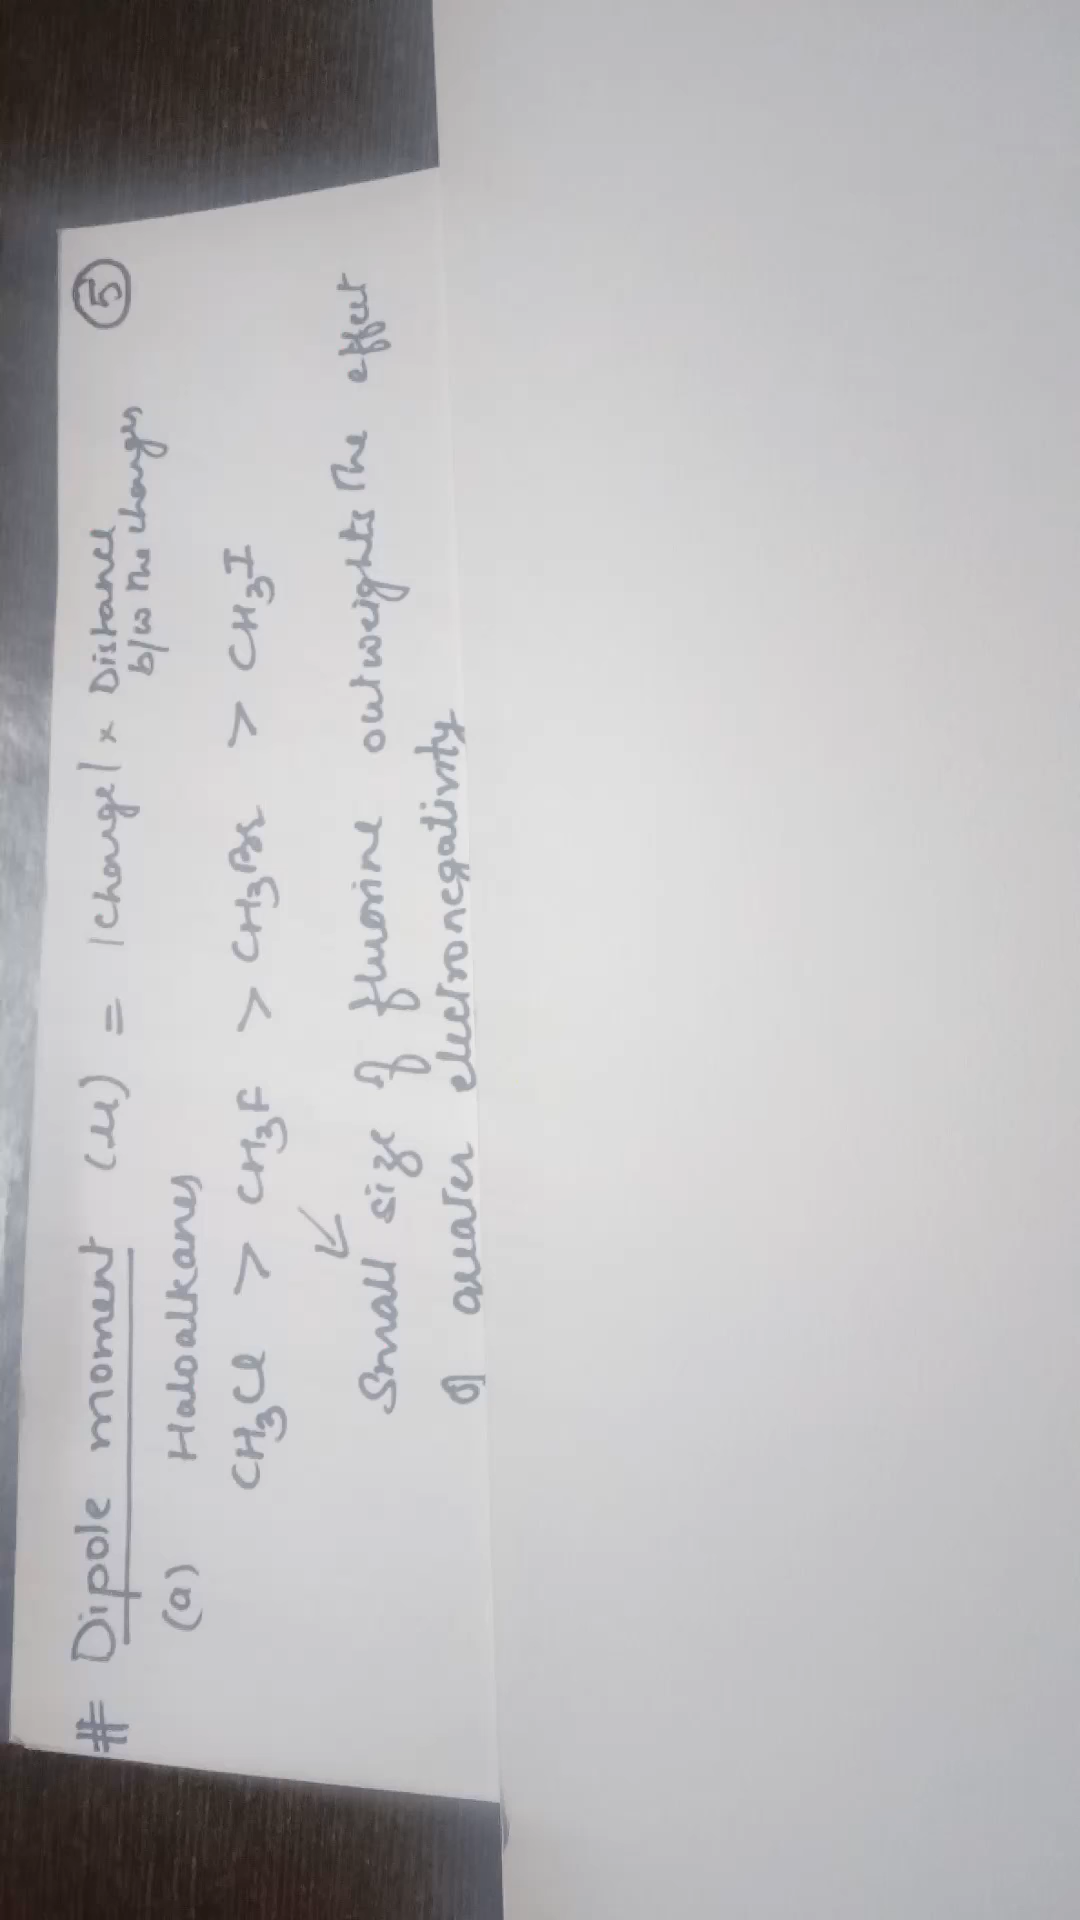 # Dipole moment (μ) = |charge| x Distance ⑤
b/w the charges
(a) Haloalkanes
CH₃Cl > CH₃F > CH₃Br > CH₃I
Small size of fluorine outweights the effect
of greater electronegativity